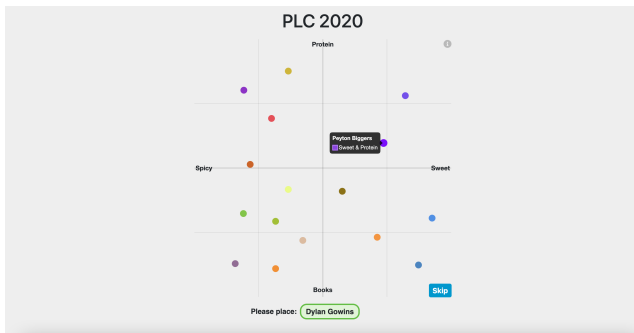 PLC 2020
Protein
Peyton Biggers
Sweet & Protein
Spicy
Sweet
Books
Skip
Please place: Dylan Gowins